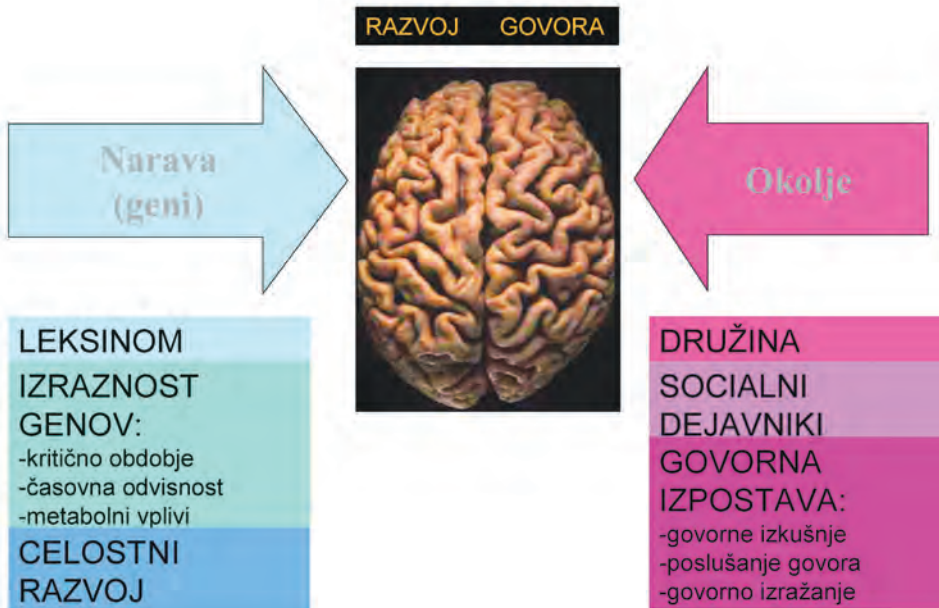 RAZVOJ GOVORA
Narava
(geni)
Okolje
LEKSINOM
IZRAZNOST
GENOV:
-kritično obdobje
-časovna odvisnost
-metabolni vplivi
CELOSTNI
RAZVOJ
DRUŽINA
SOCIALNI
DEJAVNIKI
GOVORNA
IZPOSTAVA:
-govorne izkušnje
-poslušanje govora
-govorno izražanje